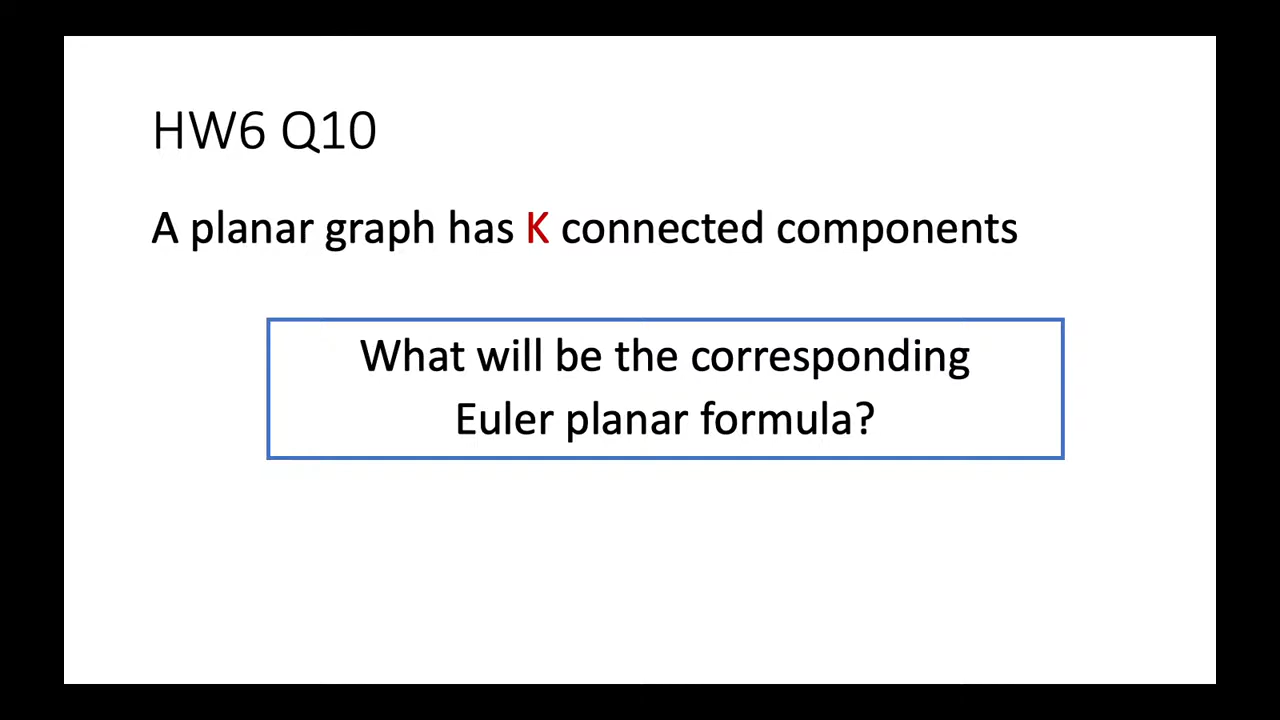 HW6 Q10
A planar graph has K connected components
What will be the corresponding
Euler planar formula?